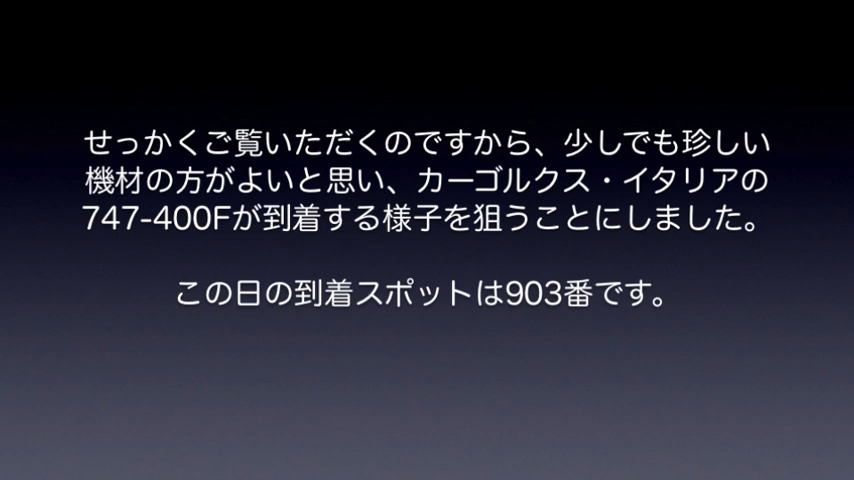 せっかくご覧いただくのですから、少しでも珍しい
機材の方がよいと思い、カーゴルクス・イタリアの
747-400Fが到着する様子を狙うことにしました。
この日の到着スポットは903番です。